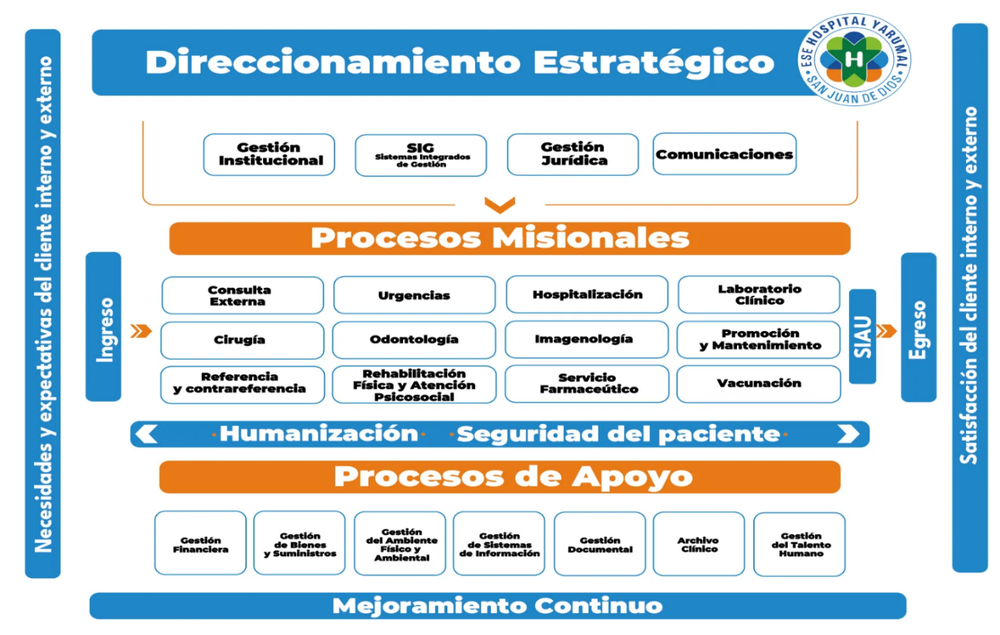 Necesidades y expectativas del cliente interno y externo
Direccionamiento Estratégico
ESE HOSPITAL YARUMAL
H
• SAN JUAN DE DIOS •
Gestión
Institucional
SIG
Sistemas Integrados
de Gestión
Gestión
Jurídica
Comunicaciones
Procesos Misionales
Ingreso
Consulta
Externa
Urgencias
Hospitalización
Laboratorio
Clínico
Cirugía
Odontología
Imagenología
Promoción
y Mantenimiento
Referencia
y contrareferencia
Rehabilitación
Física y Atención
Psicosocial
Servicio
Farmaceútico
Vacunación
SIAU
Egreso
·Humanización· ·Seguridad del paciente·
Procesos de Apoyo
Gestión
Financiera
Gestión
de Bienes
y Suministros
Gestión
del Ambiente
Físico y
Ambiental
Gestión
de Sistemas
de Información
Gestión
Documental
Archivo
Clínico
Gestión
del Talento
Humano
Mejoramiento Continuo
Satisfacción del cliente interno y externo